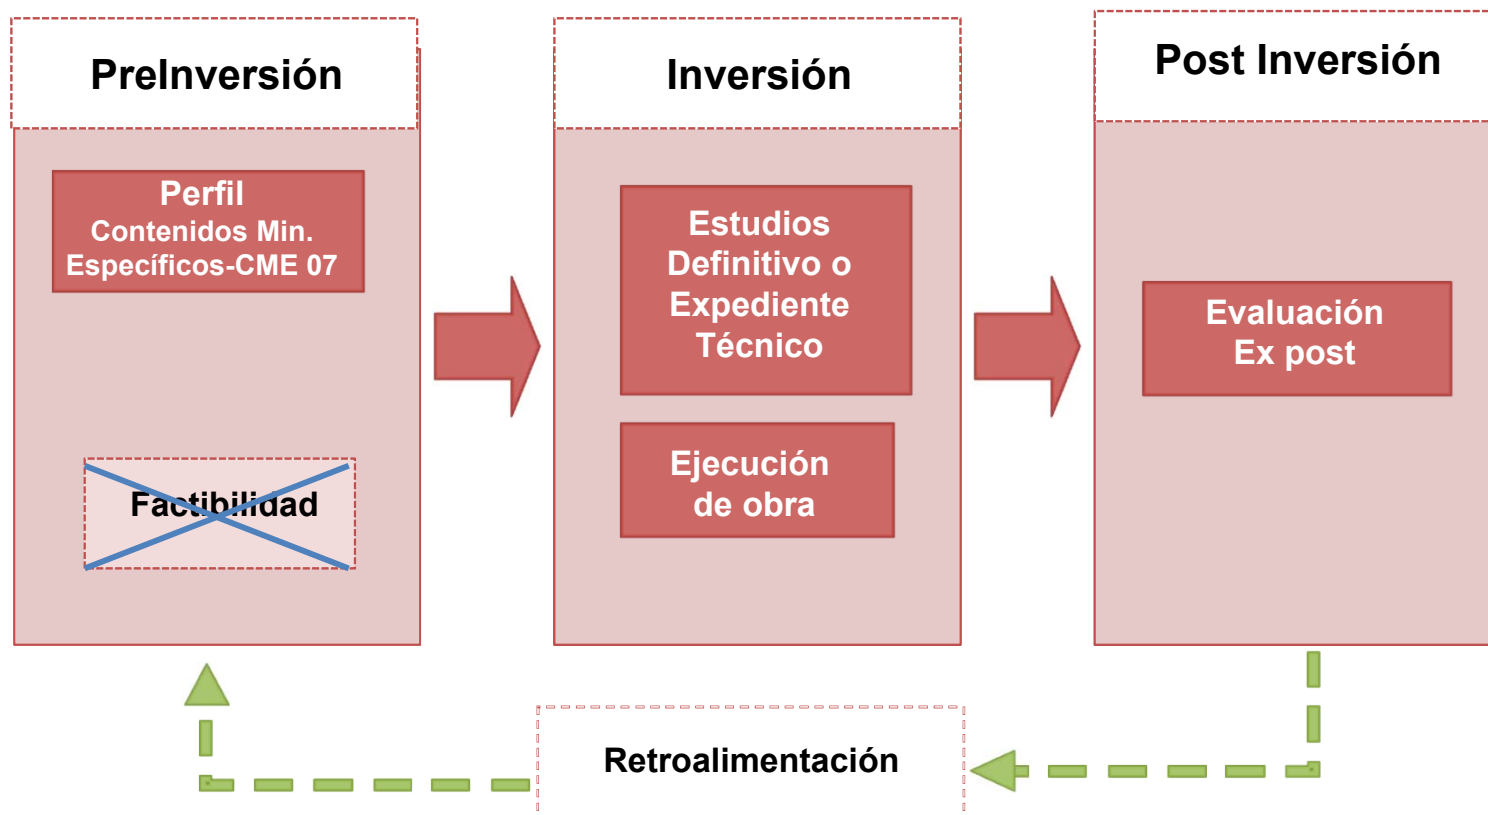 PreInversión
Perfil
Contenidos Min.
Específicos-CME 07
Factibilidad
Inversión
Estudios
Definitivo o
Expediente
Técnico
Ejecución
de obra
Post Inversión
Evaluación
Ex post
Retroalimentación